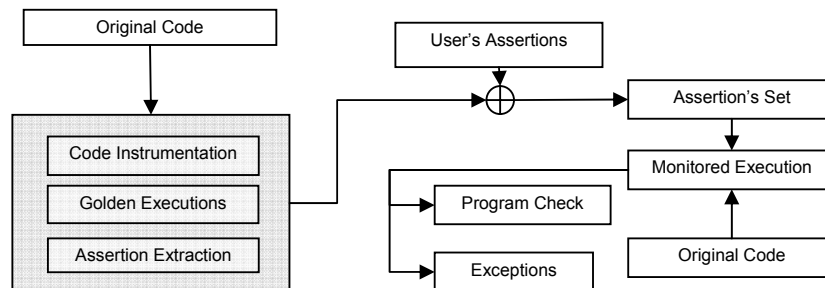 Original Code
User's Assertions
Assertion's Set
Code Instrumentation
Monitored Execution
Golden Executions
Program Check
Assertion Extraction
Original Code
Exceptions